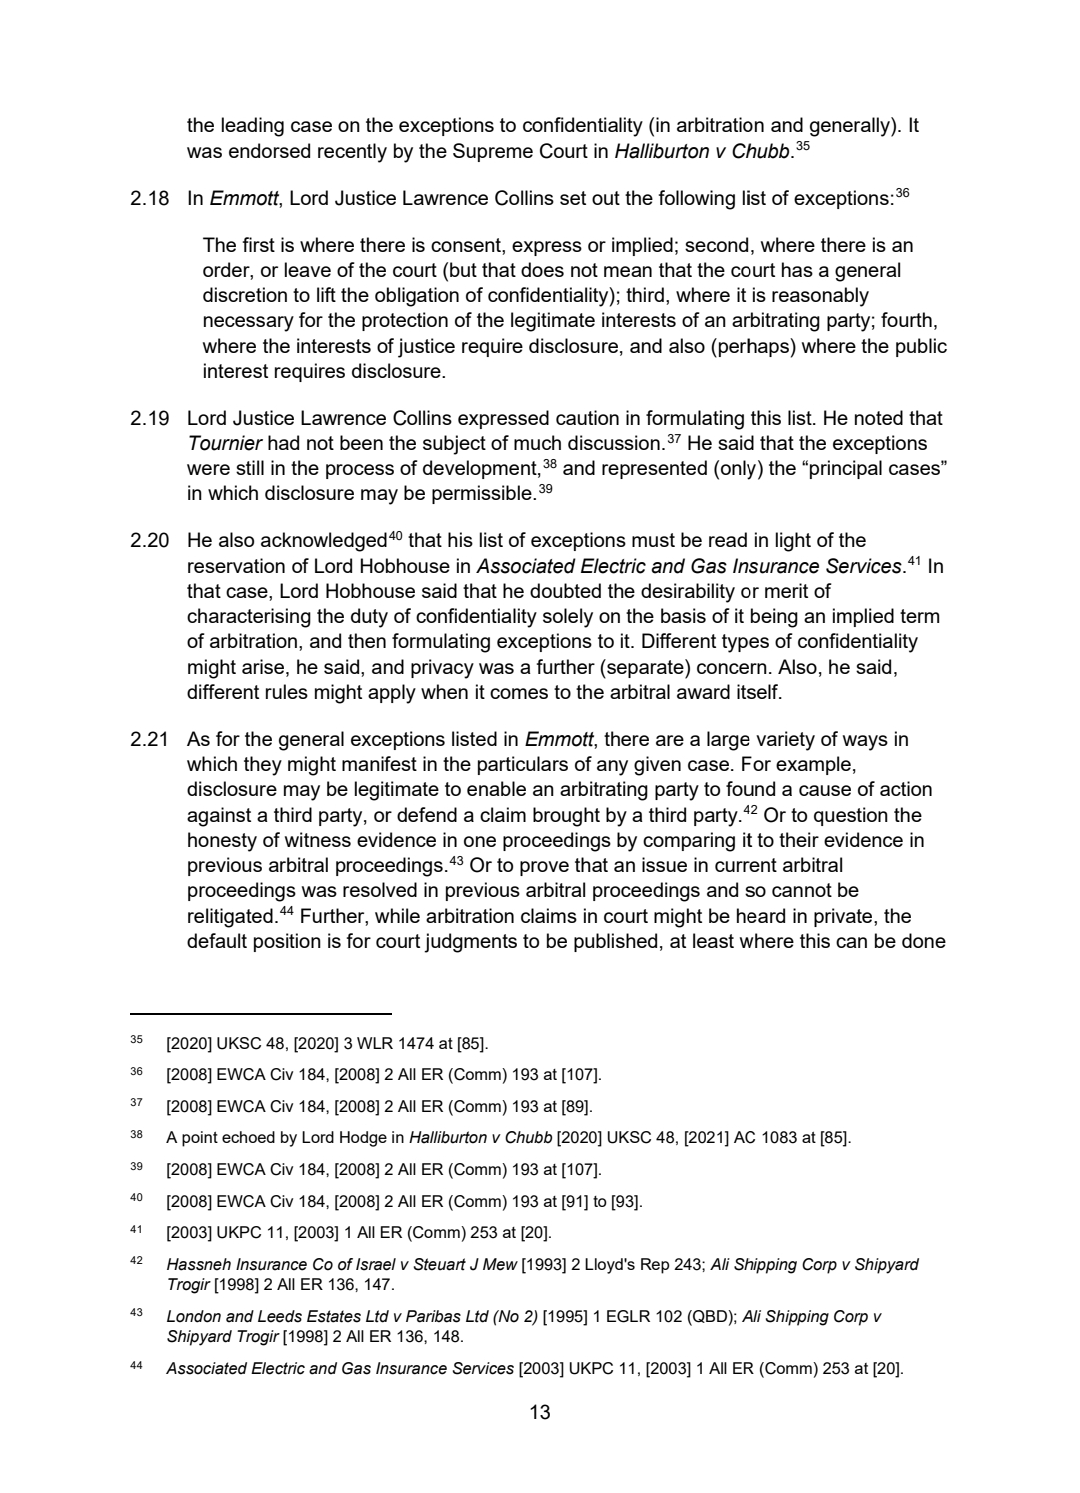 the leading case on the exceptions to confidentiality (in arbitration and generally). It
was endorsed recently by the Supreme Court in Halliburton v Chubb.35
2.18 In Emmott, Lord Justice Lawrence Collins set out the following list of exceptions:36
The first is where there is consent, express or implied; second, where there is an
order, or leave of the court (but that does not mean that the court has a general
discretion to lift the obligation of confidentiality); third, where it is reasonably
necessary for the protection of the legitimate interests of an arbitrating party; fourth,
where the interests of justice require disclosure, and also (perhaps) where the public
interest requires disclosure.
2.19 Lord Justice Lawrence Collins expressed caution in formulating this list. He noted that
Tournier had not been the subject of much discussion.37 He said that the exceptions
were still in the process of development,38 and represented (only) the “principal cases”
in which disclosure may be permissible.39
2.20 He also acknowledged40 that his list of exceptions must be read in light of the
reservation of Lord Hobhouse in Associated Electric and Gas Insurance Services.41 In
that case, Lord Hobhouse said that he doubted the desirability or merit of
characterising the duty of confidentiality solely on the basis of it being an implied term
of arbitration, and then formulating exceptions to it. Different types of confidentiality
might arise, he said, and privacy was a further (separate) concern. Also, he said,
different rules might apply when it comes to the arbitral award itself.
2.21 As for the general exceptions listed in Emmott, there are a large variety of ways in
which they might manifest in the particulars of any given case. For example,
disclosure may be legitimate to enable an arbitrating party to found a cause of action
against a third party, or defend a claim brought by a third party.42 Or to question the
honesty of witness evidence in one proceedings by comparing it to their evidence in
previous arbitral proceedings.43 Or to prove that an issue in current arbitral
proceedings was resolved in previous arbitral proceedings and so cannot be
relitigated.44 Further, while arbitration claims in court might be heard in private, the
default position is for court judgments to be published, at least where this can be done
35 [2020] UKSC 48, [2020] 3 WLR 1474 at [85].
36 [2008] EWCA Civ 184, [2008] 2 All ER (Comm) 193 at [107].
37 [2008] EWCA Civ 184, [2008] 2 All ER (Comm) 193 at [89].
38 A point echoed by Lord Hodge in Halliburton v Chubb [2020] UKSC 48, [2021] AC 1083 at [85].
39 [2008] EWCA Civ 184, [2008] 2 All ER (Comm) 193 at [107].
40 [2008] EWCA Civ 184, [2008] 2 All ER (Comm) 193 at [91] to [93].
41 [2003] UKPC 11, [2003] 1 All ER (Comm) 253 at [20].
42 Hassneh Insurance Co of Israel v Steuart J Mew [1993] 2 Lloyd's Rep 243; Ali Shipping Corp v Shipyard
Trogir [1998] 2 All ER 136, 147.
43 London and Leeds Estates Ltd v Paribas Ltd (No 2) [1995] 1 EGLR 102 (QBD); Ali Shipping Corp v
Shipyard Trogir [1998] 2 All ER 136, 148.
44 Associated Electric and Gas Insurance Services [2003] UKPC 11, [2003] 1 All ER (Comm) 253 at [20].
13